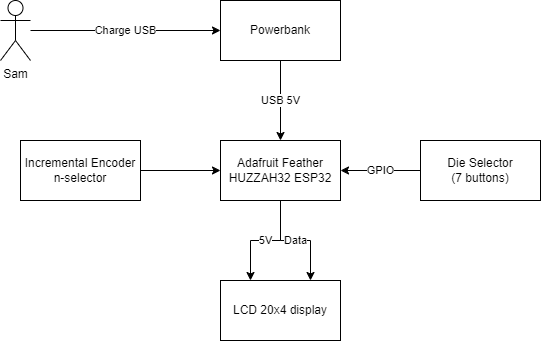 Sam
Charge USB
Powerbank
USB 5V
Incremental Encoder
n-selector
Adafruit Feather
HUZZAH32 ESP32
GPIO
Die Selector
(7 buttons)
5V
Data
LCD 20x4 display